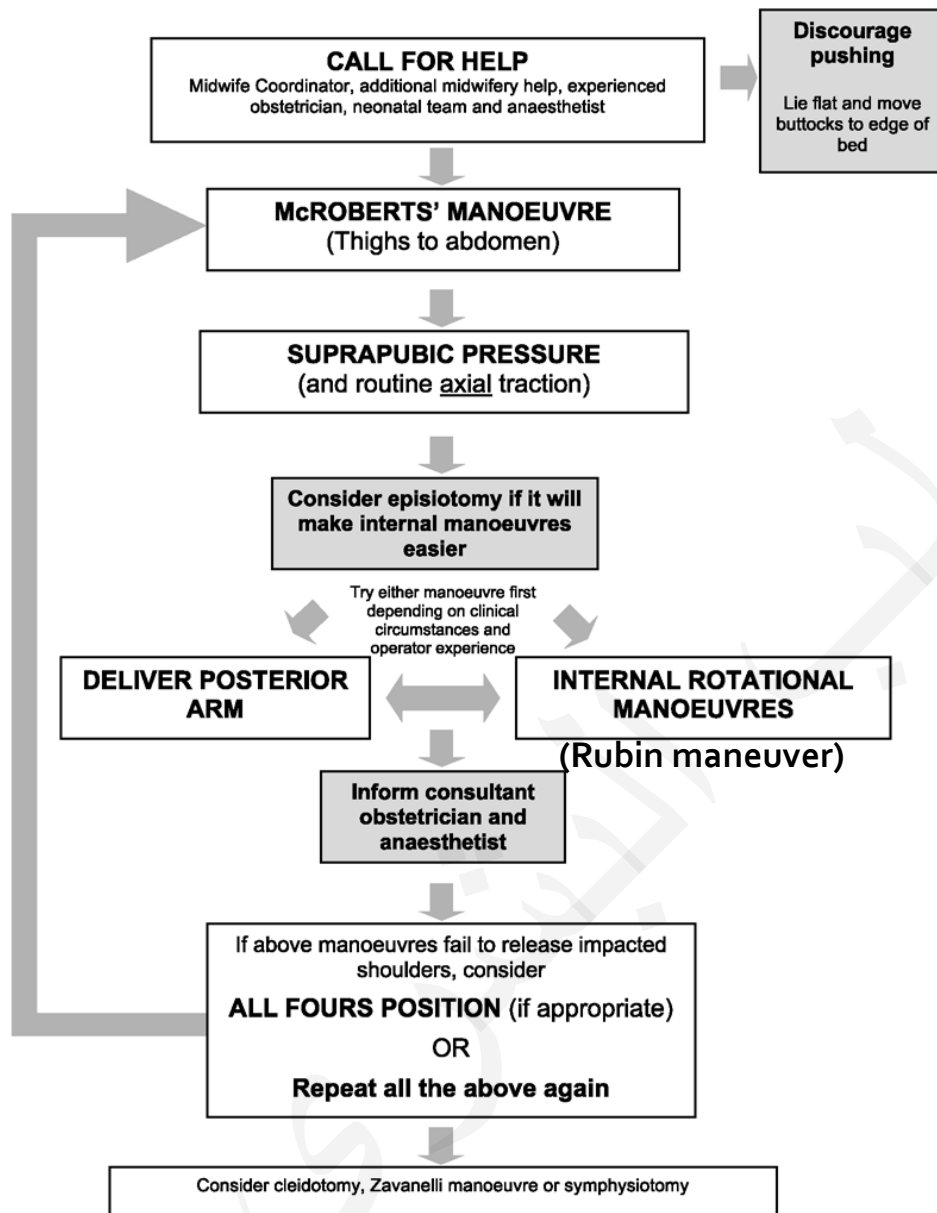 CALL FOR HELP
Midwife Coordinator, additional midwifery help, experienced
obstetrician, neonatal team and anaesthetist
Discourage
pushing
Lie flat and move
buttocks to edge of
bed
McROBERTS' MANOEUVRE
(Thighs to abdomen)
SUPRAPUBIC PRESSURE
(and routine axial traction)
Consider episiotomy if it will
make internal manoeuvres
easier
Try either manoeuvre first
depending on clinical
circumstances and
operator experience
DELIVER POSTERIOR
ARM
INTERNAL ROTATIONAL
MANOEUVRES
(Rubin maneuver)
Inform consultant
obstetrician and
anaesthetist
If above manoeuvres fail to release impacted
shoulders, consider
ALL FOURS POSITION (if appropriate)
OR
Repeat all the above again
Consider cleidotomy, Zavanelli manoeuvre or symphysiotomy